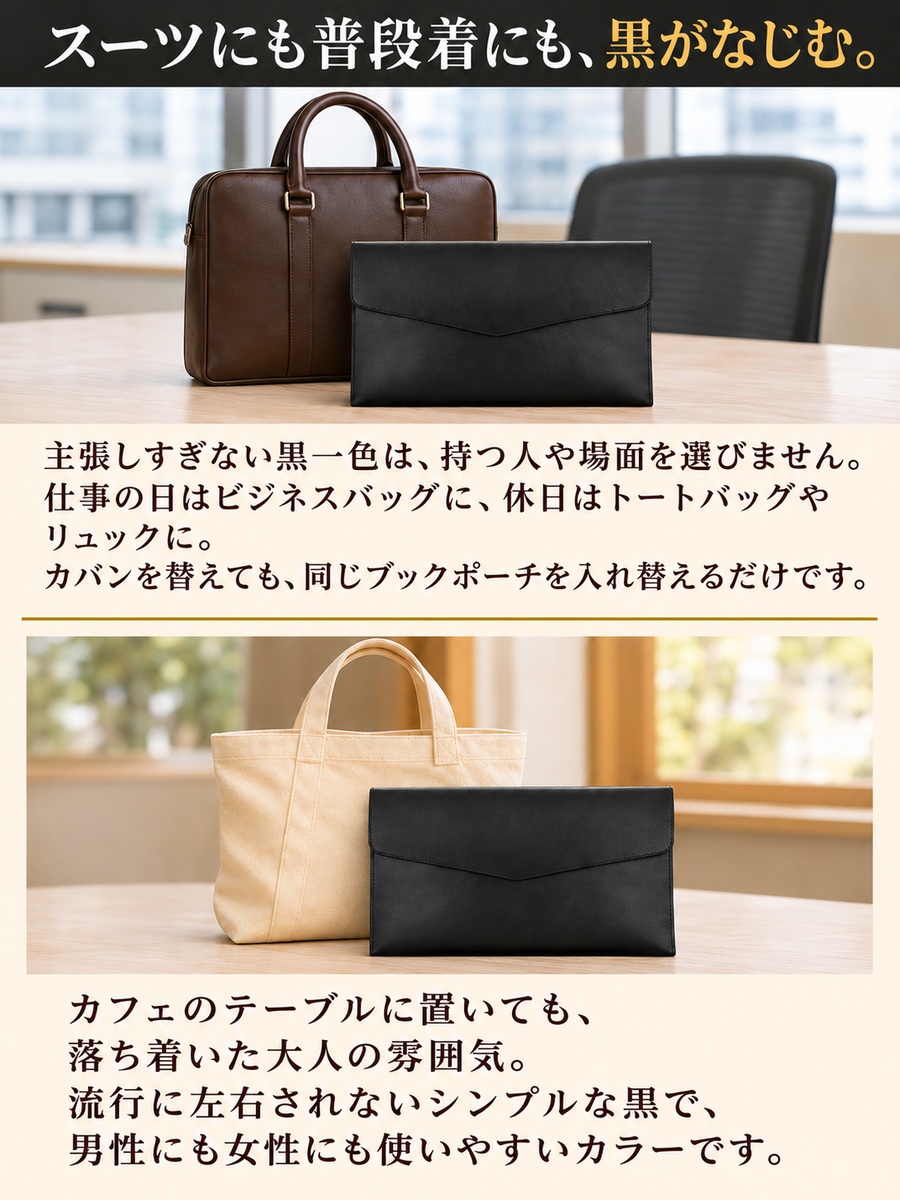 スーツにも普段着にも、黒がなじむ。
主張しすぎない黒一色は、持つ人や場面を選びません。
仕事の日はビジネスバッグに、休日はトートバッグや
リュックに。
カバンを替えても、同じブックポーチを入れ替えるだけです。
カフェのテーブルに置いても、
落ち着いた大人の雰囲気。
流行に左右されないシンプルな黒で、
男性にも女性にも使いやすいカラーです。